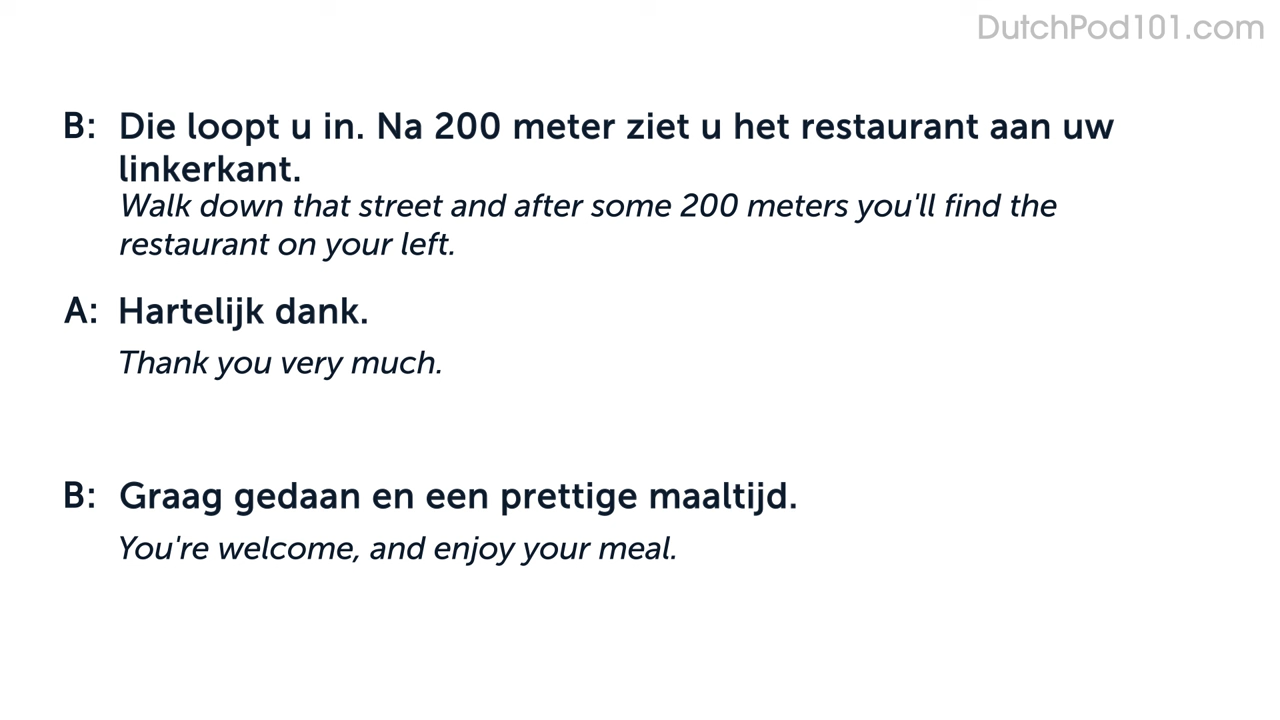 DutchPod101.com
B: Die loopt u in. Na 200 meter ziet u het restaurant aan uw
linkerkant.
Walk down that street and after some 200 meters you'll find the
restaurant on your left.
A: Hartelijk dank.
Thank you very much.
B: Graag gedaan en een prettige maaltijd.
You're welcome, and enjoy your meal.